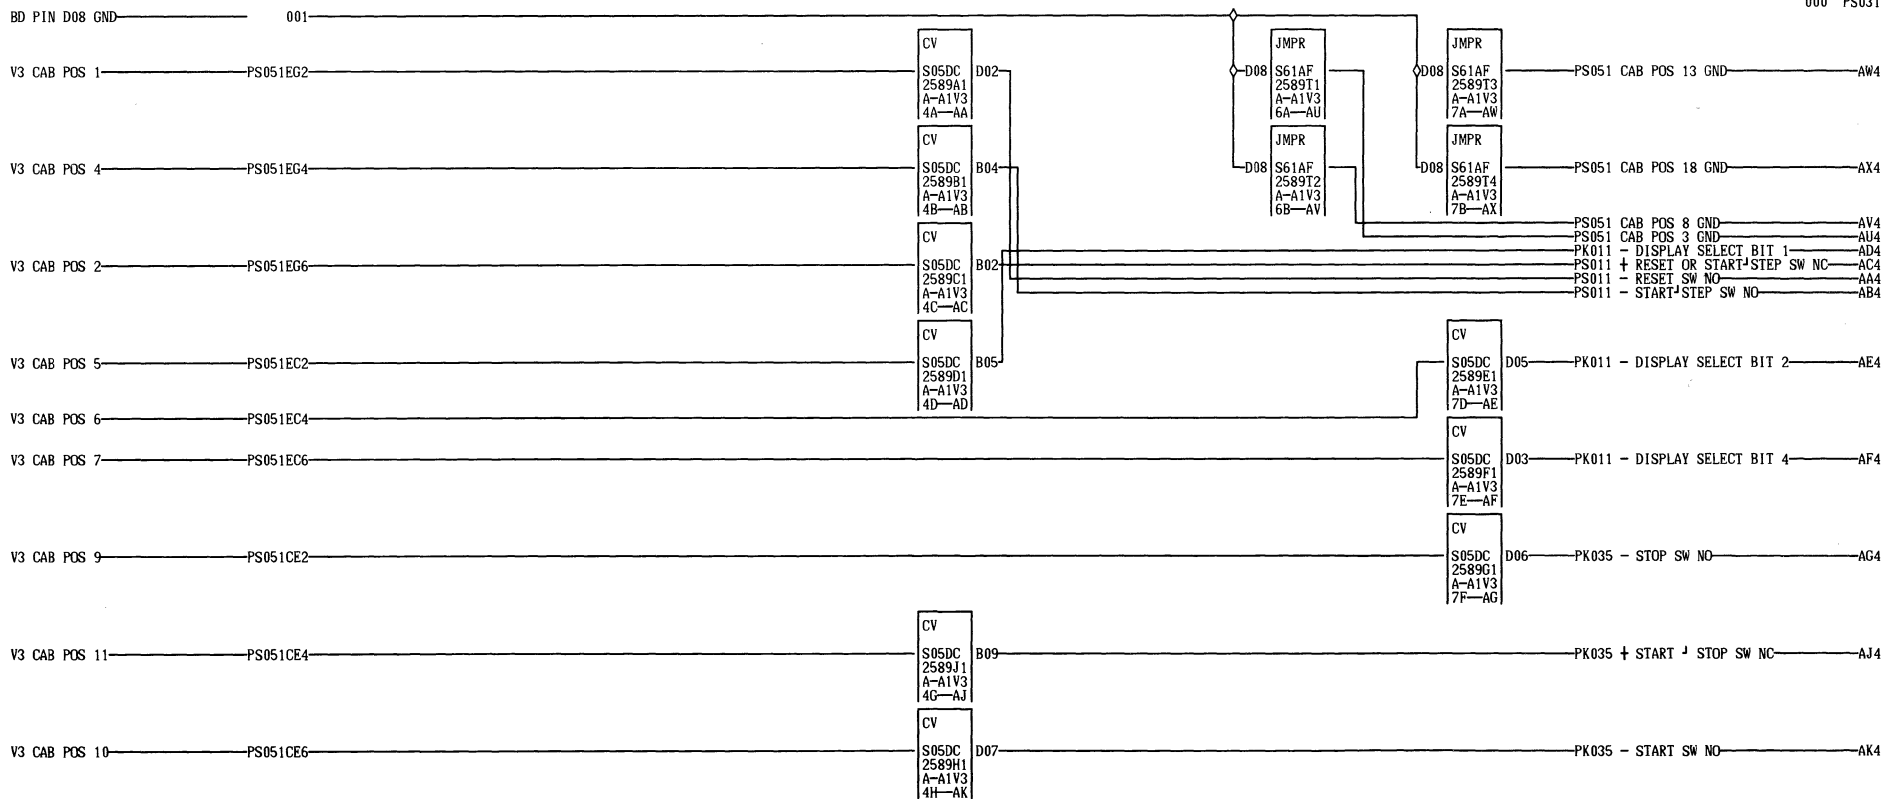 000 PS031
BD PIN D08 GND 001
CV
S05DC D02
2589A1
A-A1V3
4A—AA
JMPR
D08 S61AF
2589T1
A-A1V3
6A—AU
JMPR
D08 S61AF
2589T3
A-A1V3
7A—AW
V3 CAB POS 1 PS051EG2
PS051 CAB POS 13 GND AW4
CV
S05DC B04
2589B1
A-A1V3
4B—AB
JMPR
D08 S61AF
2589T2
A-A1V3
6B—AV
JMPR
D08 S61AF
2589T4
A-A1V3
7B—AX
V3 CAB POS 4 PS051EG4
PS051 CAB POS 18 GND AX4
PS051 CAB POS 8 GND AV4
PS051 CAB POS 3 GND AU4
PK011 - DISPLAY SELECT BIT 1 AD4
PS011 + RESET OR START┘STEP SW NC AC4
PS011 - RESET SW NO AA4
PS011 - START┘STEP SW NO AB4
V3 CAB POS 2 PS051EG6
CV
S05DC B02
2589C1
A-A1V3
4C—AC
V3 CAB POS 5 PS051EC2
CV
S05DC B05
2589D1
A-A1V3
4D—AD
CV
S05DC D05
2589E1
A-A1V3
7D—AE
PK011 - DISPLAY SELECT BIT 2 AE4
V3 CAB POS 6 PS051EC4
V3 CAB POS 7 PS051EC6
CV
S05DC D03
2589F1
A-A1V3
7E—AF
PK011 - DISPLAY SELECT BIT 4 AF4
V3 CAB POS 9 PS051CE2
CV
S05DC D06
2589G1
A-A1V3
7F—AG
PK035 - STOP SW NO AG4
V3 CAB POS 11 PS051CE4
CV
S05DC B09
2589J1
A-A1V3
4G—AJ
PK035 + START ┘ STOP SW NC AJ4
V3 CAB POS 10 PS051CE6
CV
S05DC D07
2589H1
A-A1V3
4H—AK
PK035 - START SW NO AK4